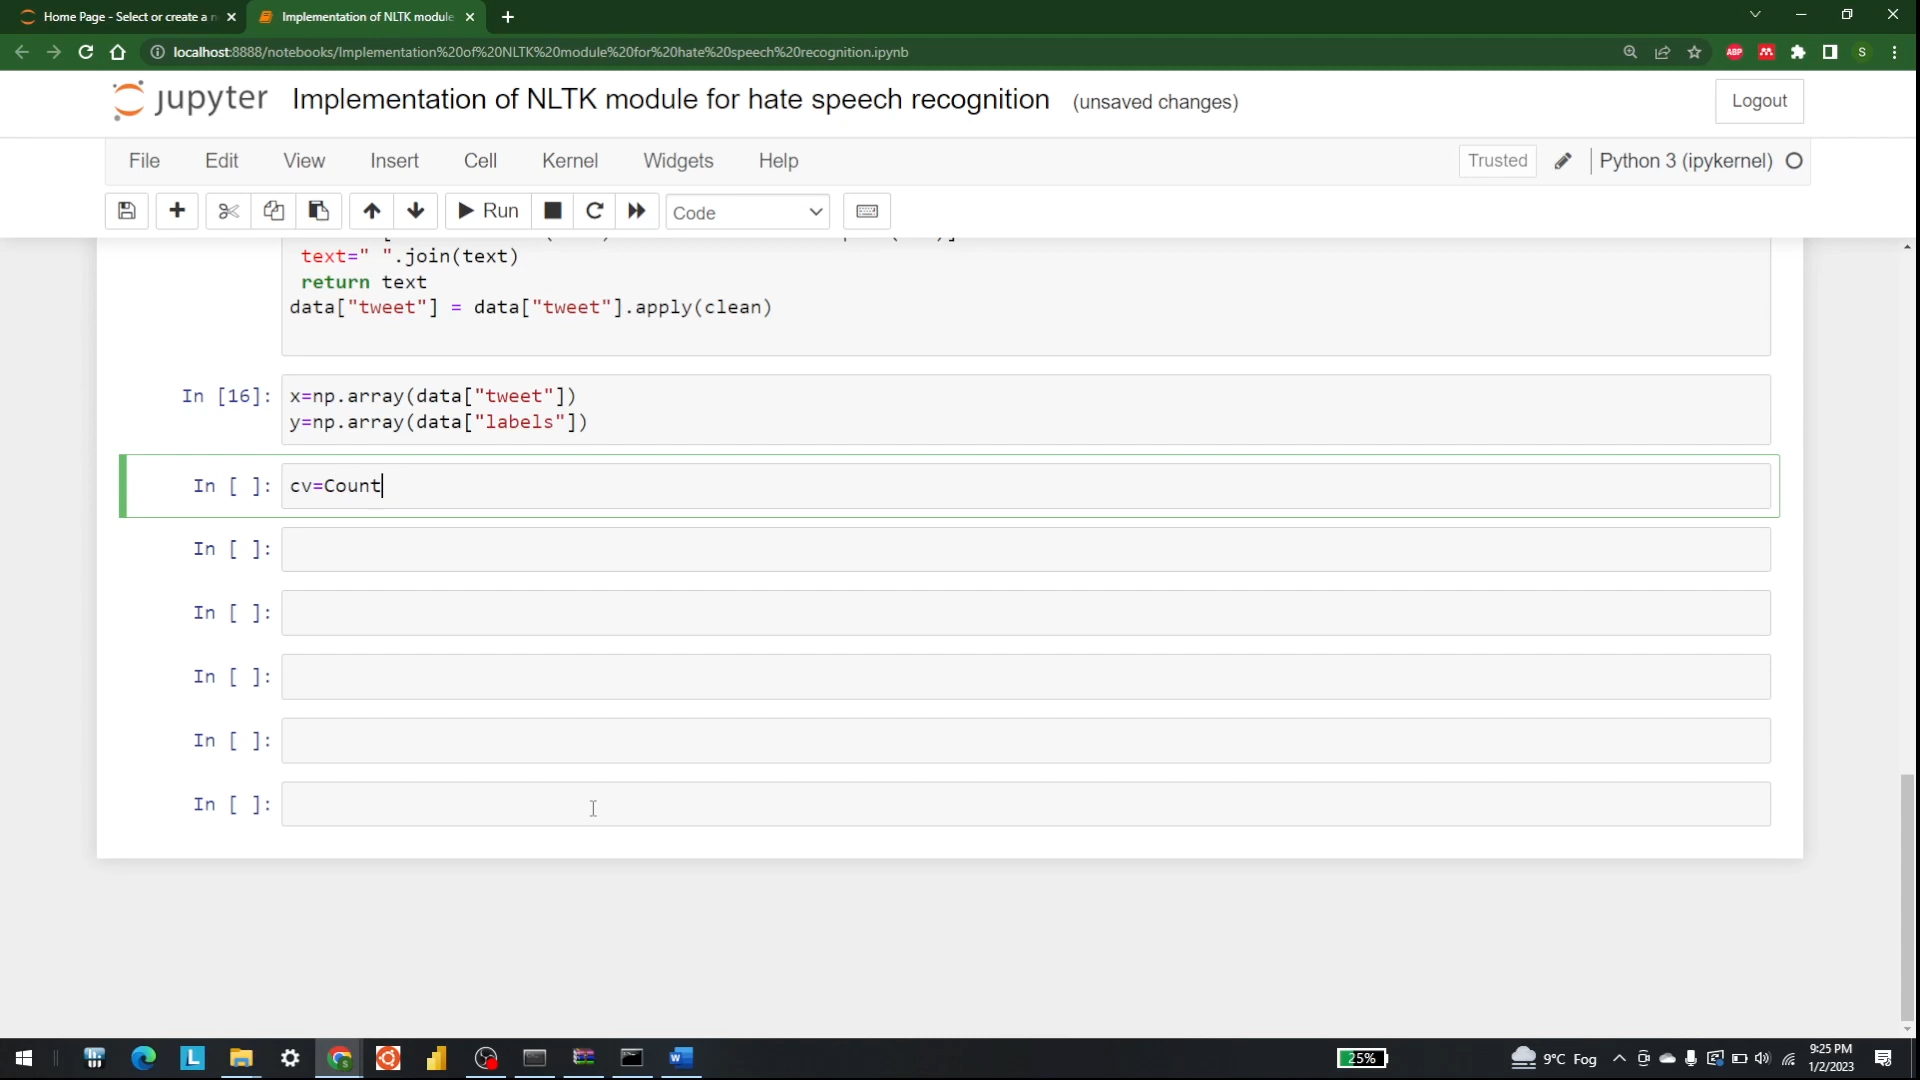 Home Page - Select or create a n
Implementation of NLTK module
localhost:8888/notebooks/Implementation%20of%20NLTK%20module%20for%20hate%20speech%20recognition.ipynb
ABP
S
jupyter Implementation of NLTK module for hate speech recognition (unsaved changes)
Logout
File Edit View Insert Cell Kernel Widgets Help
Trusted
Python 3 (ipykernel)
Run
Code
text=" ".join(text)
return text
data["tweet"] = data["tweet"].apply(clean)
In [16]: x=np.array(data["tweet"])
y=np.array(data["labels"])
In [ ]: cv=Count
In [ ]:
In [ ]:
In [ ]:
In [ ]:
In [ ]:
L
W
25%
9°C Fog
9:25 PM
1/2/2023